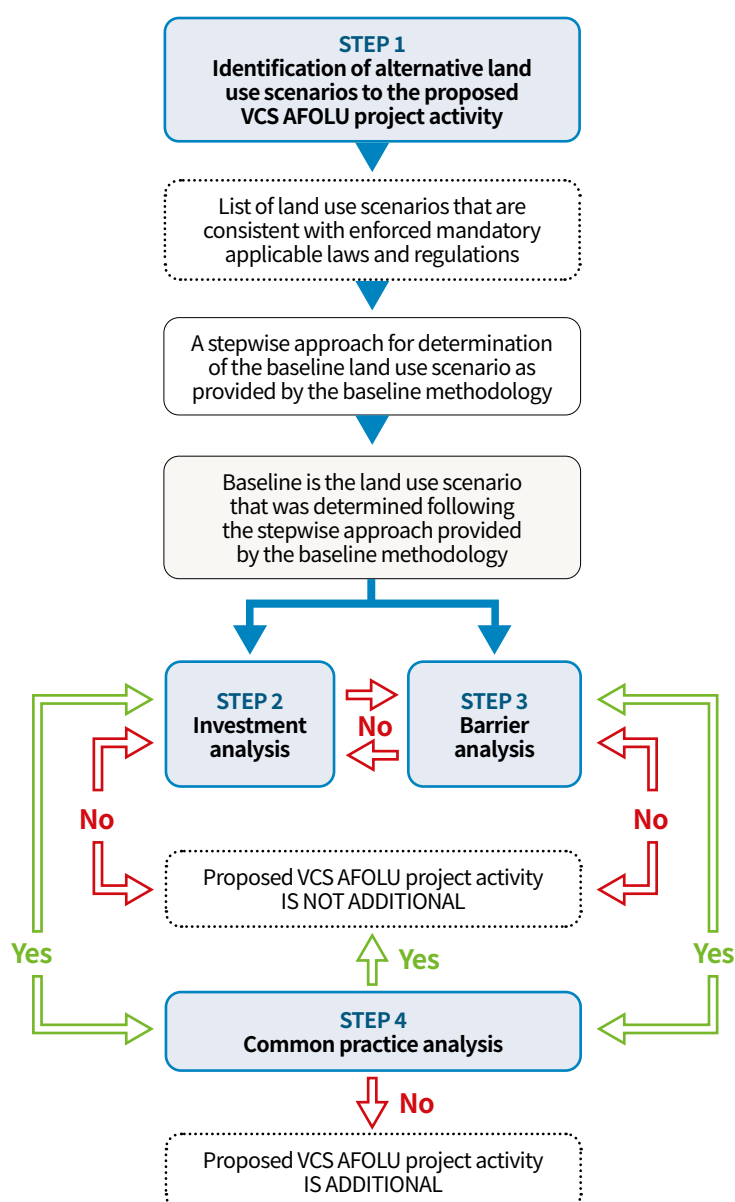 STEP 1
Identification of alternative land
use scenarios to the proposed
VCS AFOLU project activity
List of land use scenarios that are
consistent with enforced mandatory
applicable laws and regulations
A stepwise approach for determination
of the baseline land use scenario as
provided by the baseline methodology
Baseline is the land use scenario
that was determined following
the stepwise approach provided
by the baseline methodology
STEP 2
Investment
analysis
No
STEP 3
Barrier
analysis
No
No
Proposed VCS AFOLU project activity
IS NOT ADDITIONAL
Yes
Yes
Yes
STEP 4
Common practice analysis
No
Proposed VCS AFOLU project activity
IS ADDITIONAL